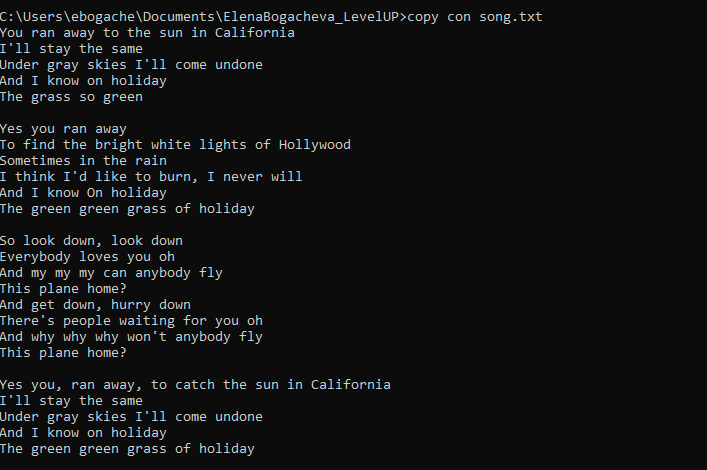 C:\Users\ebogache\Documents\ElenaBogacheva_LevelUP>copy con song.txt
You ran away to the sun in California
I'll stay the same
Under gray skies I'll come undone
And I know on holiday
The grass so green

Yes you ran away
To find the bright white lights of Hollywood
Sometimes in the rain
I think I'd like to burn, I never will
And I know On holiday
The green green grass of holiday

So look down, look down
Everybody loves you oh
And my my my can anybody fly
This plane home?
And get down, hurry down
There's people waiting for you oh
And why why why won't anybody fly
This plane home?

Yes you, ran away, to catch the sun in California
I'll stay the same
Under gray skies I'll come undone
And I know on holiday
The green green grass of holiday